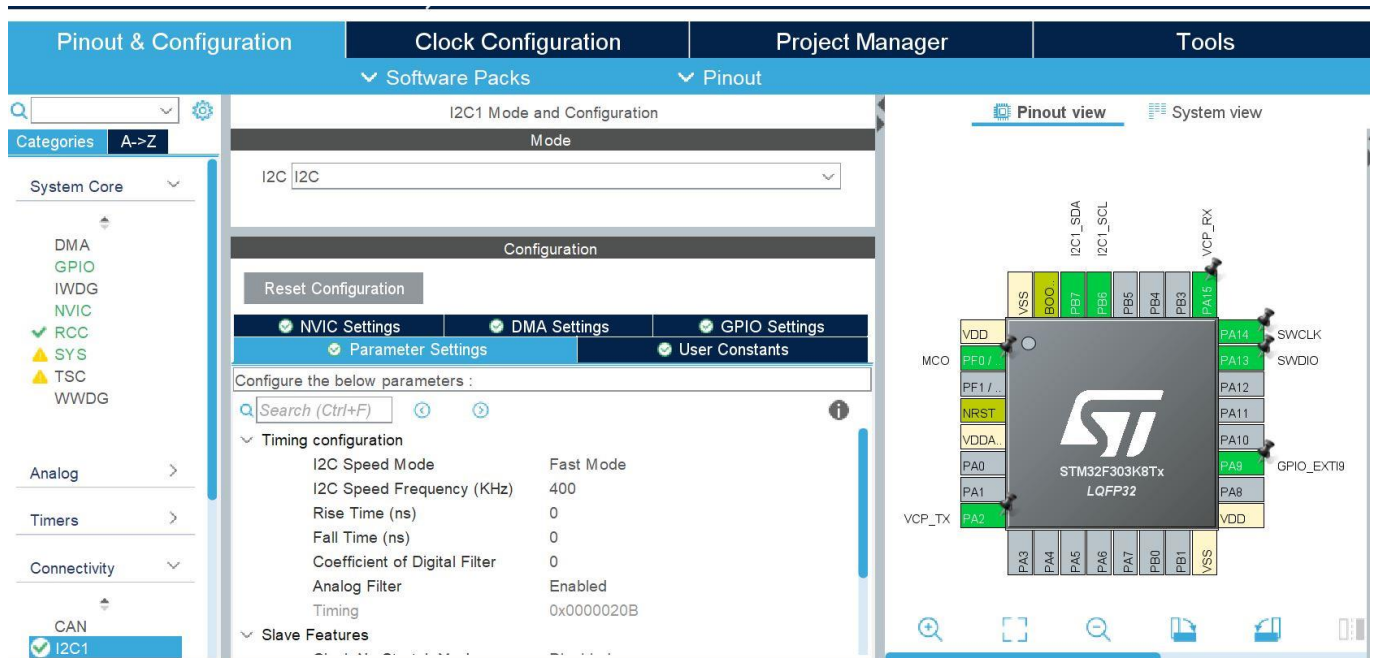 Pinout & Configuration Clock Configuration Project Manager Tools
Software Packs Pinout
I2C1 Mode and Configuration
Pinout view System view
Categories A->Z
Mode
System Core
I2C I2C
DMA
GPIO
IWDG
NVIC
RCC
SYS
TSC
WWDG
Analog
Timers
Connectivity
CAN
I2C1
Configuration
Reset Configuration
NVIC Settings DMA Settings GPIO Settings
Parameter Settings User Constants
Configure the below parameters :
Search (Ctrl+F)
Timing configuration
I2C Speed Mode Fast Mode
I2C Speed Frequency (KHz) 400
Rise Time (ns) 0
Fall Time (ns) 0
Coefficient of Digital Filter 0
Analog Filter Enabled
Timing 0x0000020B
Slave Features
I2C1_SDA I2C1_SCL VCP_RX
VSS BOO.. PB7 PB6 PB5 PB4 PB3 PA15
VDD PA14 SWCLK
MCO PF0/.. PA13 SWDIO
PF1/.. PA12
NRST PA11
VDDA.. PA10
PA0 PA9 GPIO_EXTI9
PA1 PA8
VCP_TX PA2 VDD
ST
STM32F303K8Tx
LQFP32
PA3 PA4 PA5 PA6 PA7 PB0 PB1 VSS